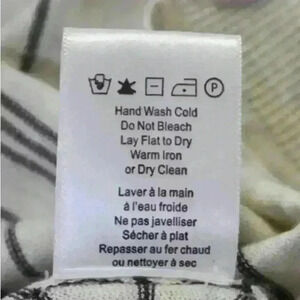 P
Hand Wash Cold
Do Not Bleach
Lay Flat to Dry
Warm Iron
or Dry Clean
Laver à la main
à l'eau froide
Ne pas javelliser
Sécher à plat
Repasser au fer chaud
ou nettoyer à sec